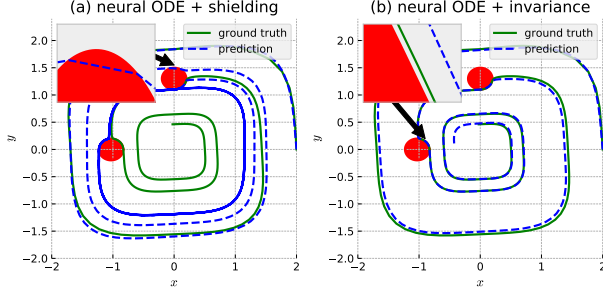 (a) neural ODE + shielding
ground truth
prediction
2.0
1.5
1.0
0.5
0.0
−0.5
−1.0
−1.5
−2.0
y
−2
−1
0
1
2
x
(b) neural ODE + invariance
ground truth
prediction
2.0
1.5
1.0
0.5
0.0
−0.5
−1.0
−1.5
−2.0
y
−2
−1
0
1
2
x